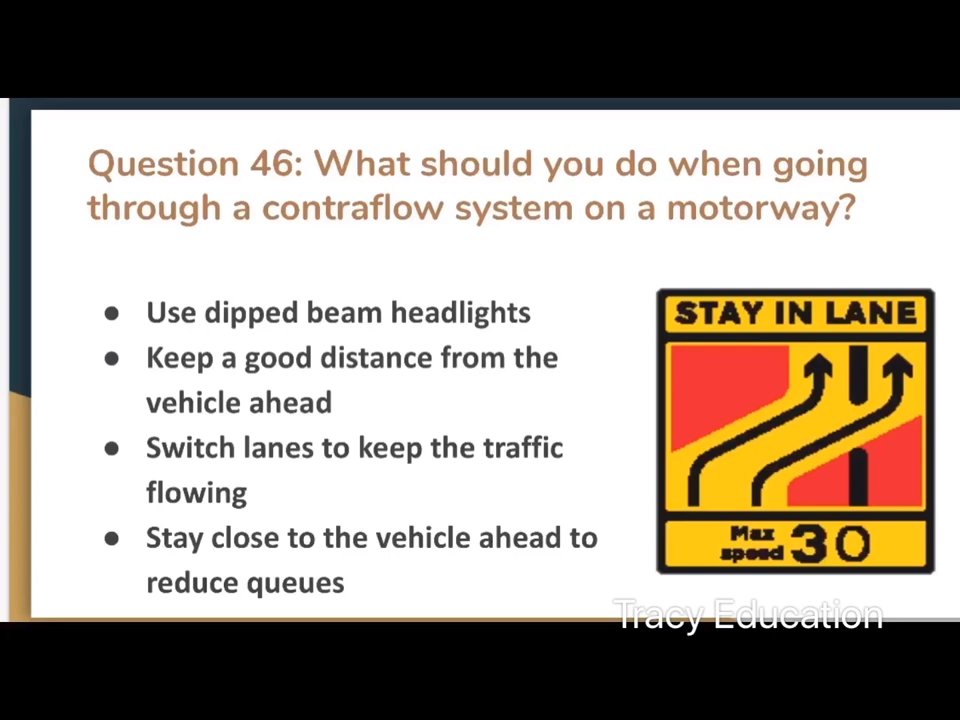 Question 46: What should you do when going
through a contraflow system on a motorway?
● Use dipped beam headlights
● Keep a good distance from the
vehicle ahead
● Switch lanes to keep the traffic
flowing
● Stay close to the vehicle ahead to
reduce queues
STAY IN LANE
Max
speed 30
Tracy Education